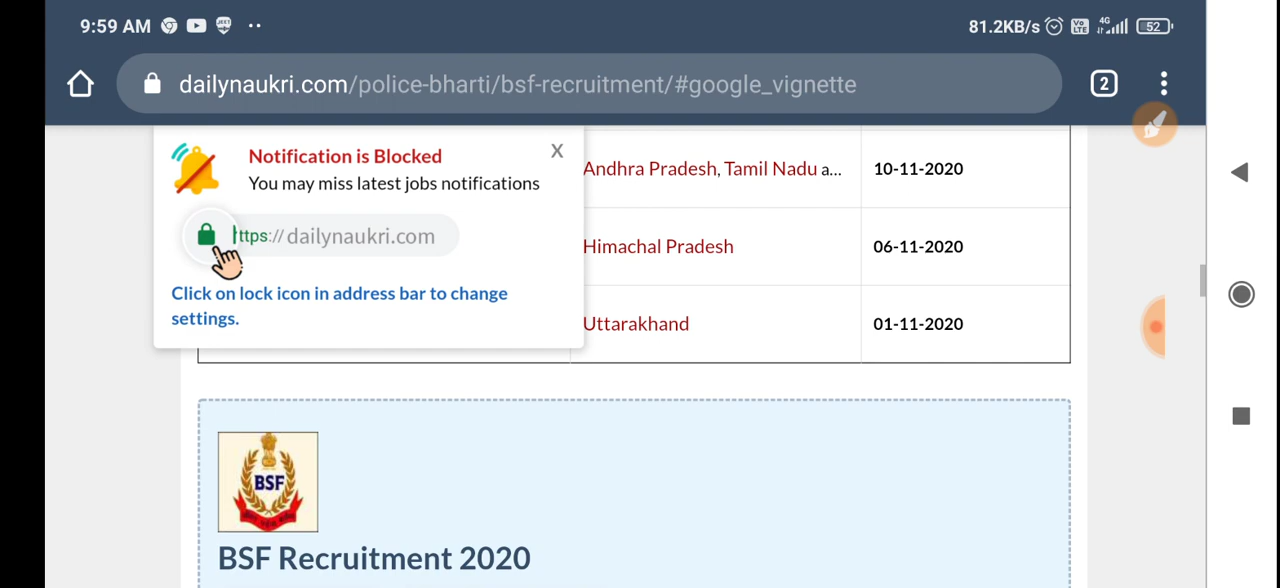 9:59 AM
81.2KB/s
4G
52
dailynaukri.com/police-bharti/bsf-recruitment/#google_vignette
2
Notification is Blocked
X
You may miss latest jobs notifications
ttps:// dailynaukri.com
Click on lock icon in address bar to change
settings.
Andhra Pradesh, Tamil Nadu a...
10-11-2020
Himachal Pradesh
06-11-2020
Uttarakhand
01-11-2020
BSF
BSF Recruitment 2020